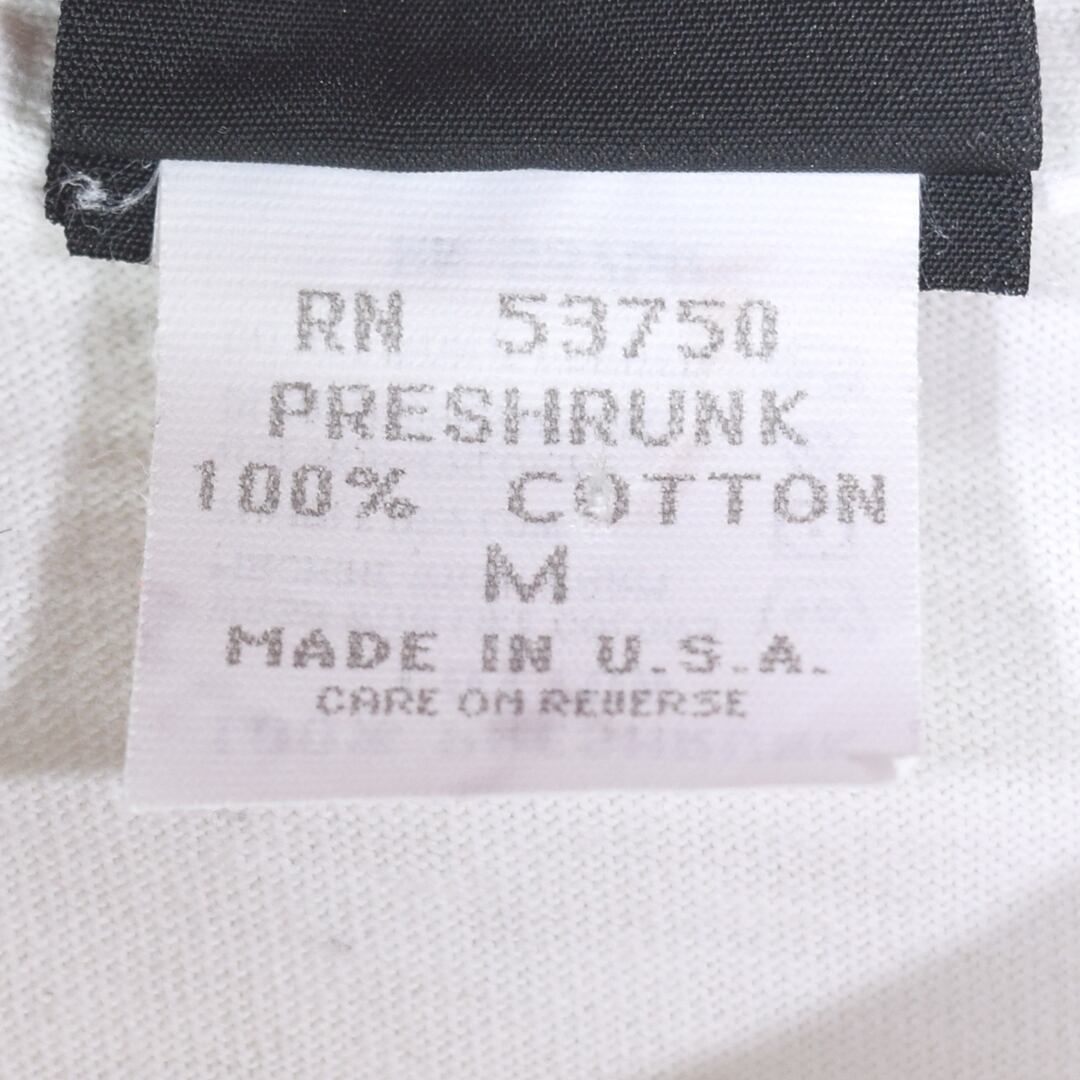 RN 53750
PRESHRUNK
100% COTTON
M
MADE IN U.S.A.
CARE ON REVERSE